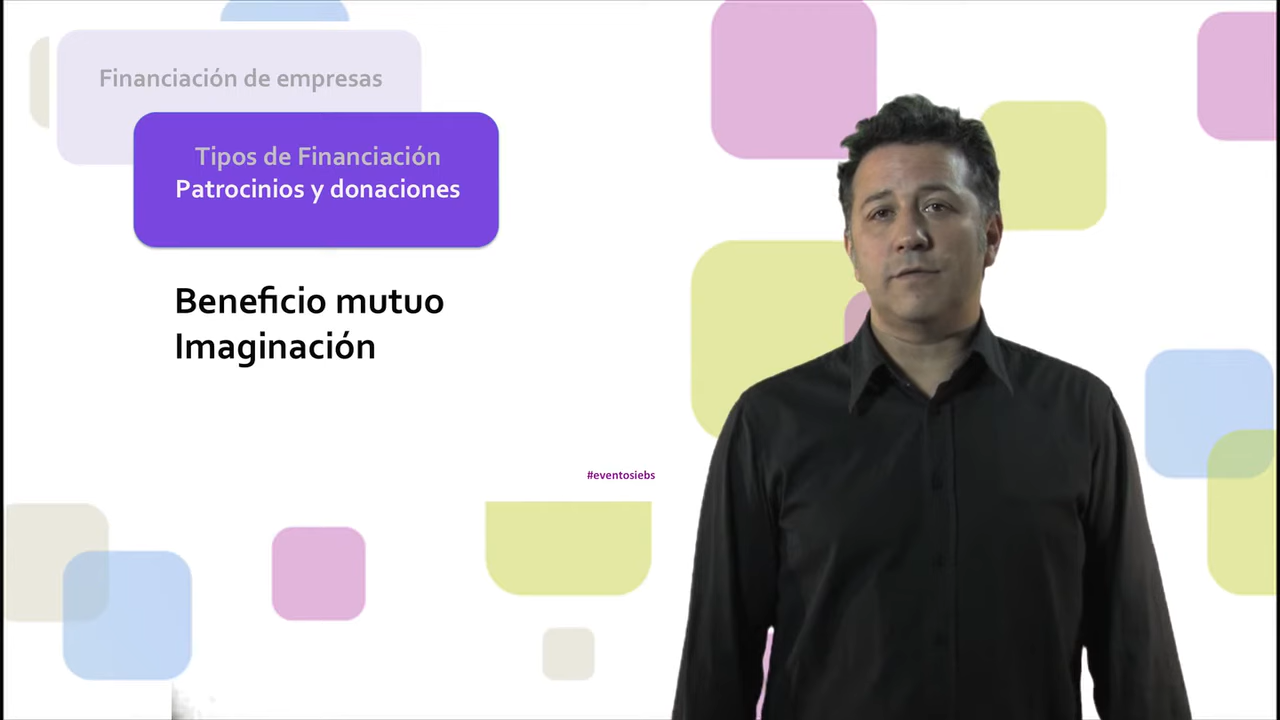 Financiación de empresas
Tipos de Financiación
Patrocinios y donaciones
Beneficio mutuo
Imaginación
#eventosiebs